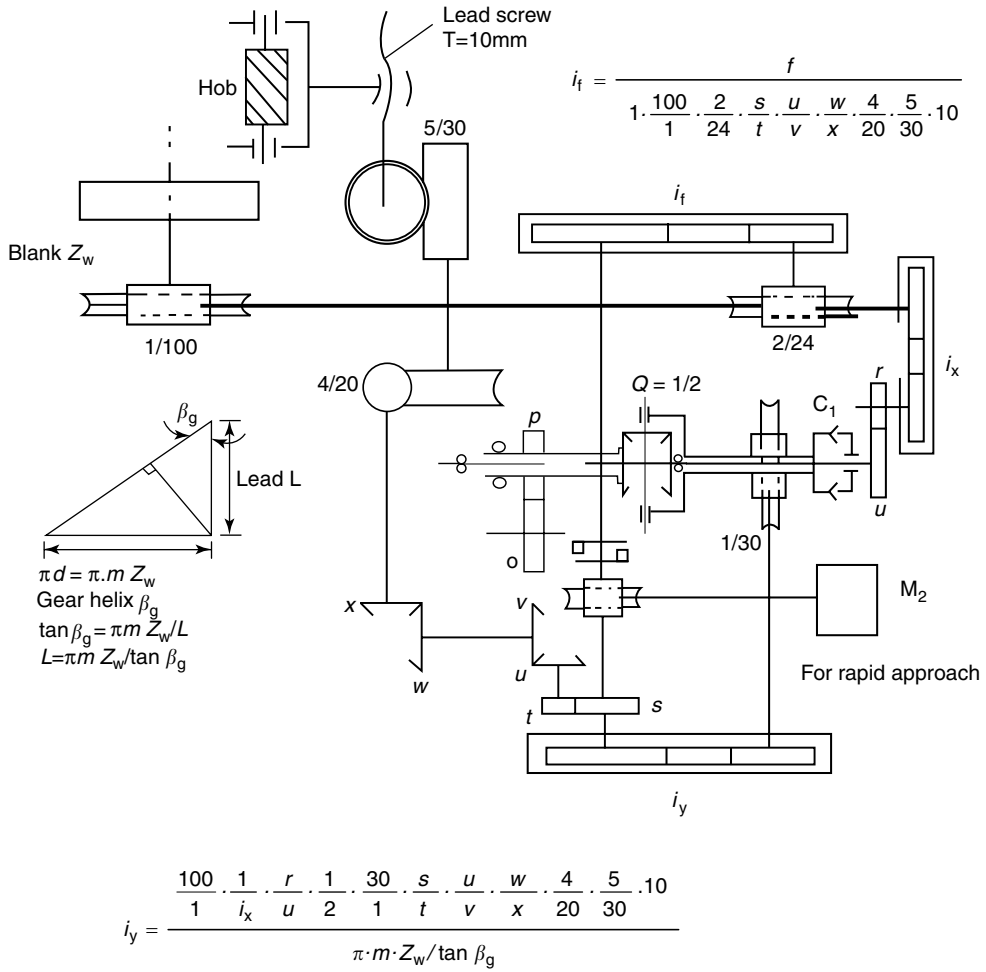 Lead screw
T=10mm
Hob
i_f = f / (1 · 100/1 · 2/24 · s/t · u/v · w/x · 4/20 · 5/30 · 10)
5/30
i_f
Blank Z_w
1/100
2/24
i_x
r
4/20
Q = 1/2
C_1
p
β_g
Lead L
u
1/30
o
πd = π.m Z_w
Gear helix β_g
tan β_g = πm Z_w/L
L=πm Z_w/tan β_g
x
v
M_2
w
u
For rapid approach
t
s
i_y
i_y = (100/1 · 1/i_x · r/u · 1/2 · 30/1 · s/t · u/v · w/x · 4/20 · 5/30 · 10) / (π·m·Z_w/tan β_g)